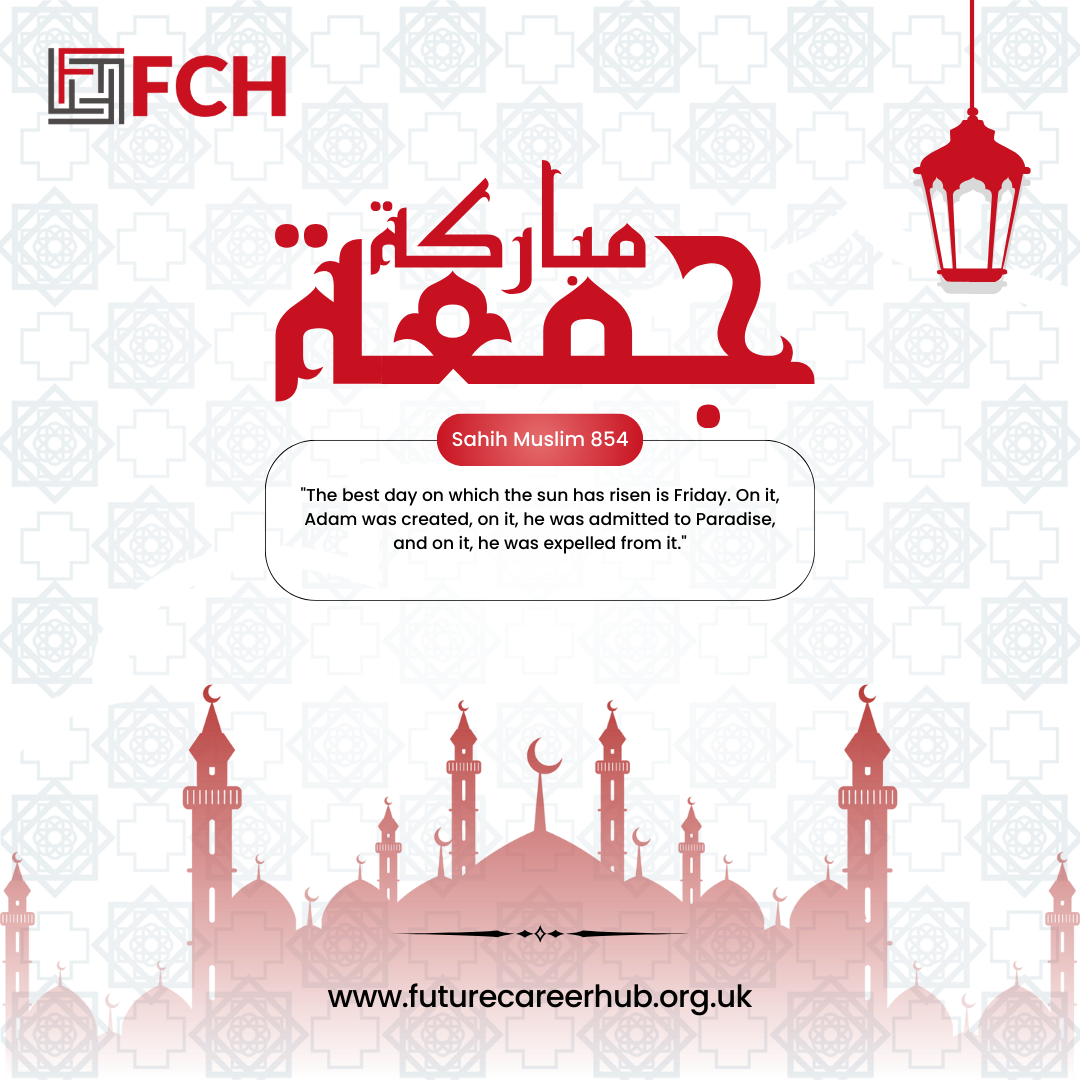 FCH
جمعة مباركة
Sahih Muslim 854
"The best day on which the sun has risen is Friday. On it,
Adam was created, on it, he was admitted to Paradise,
and on it, he was expelled from it."
www.futurecareerhub.org.uk